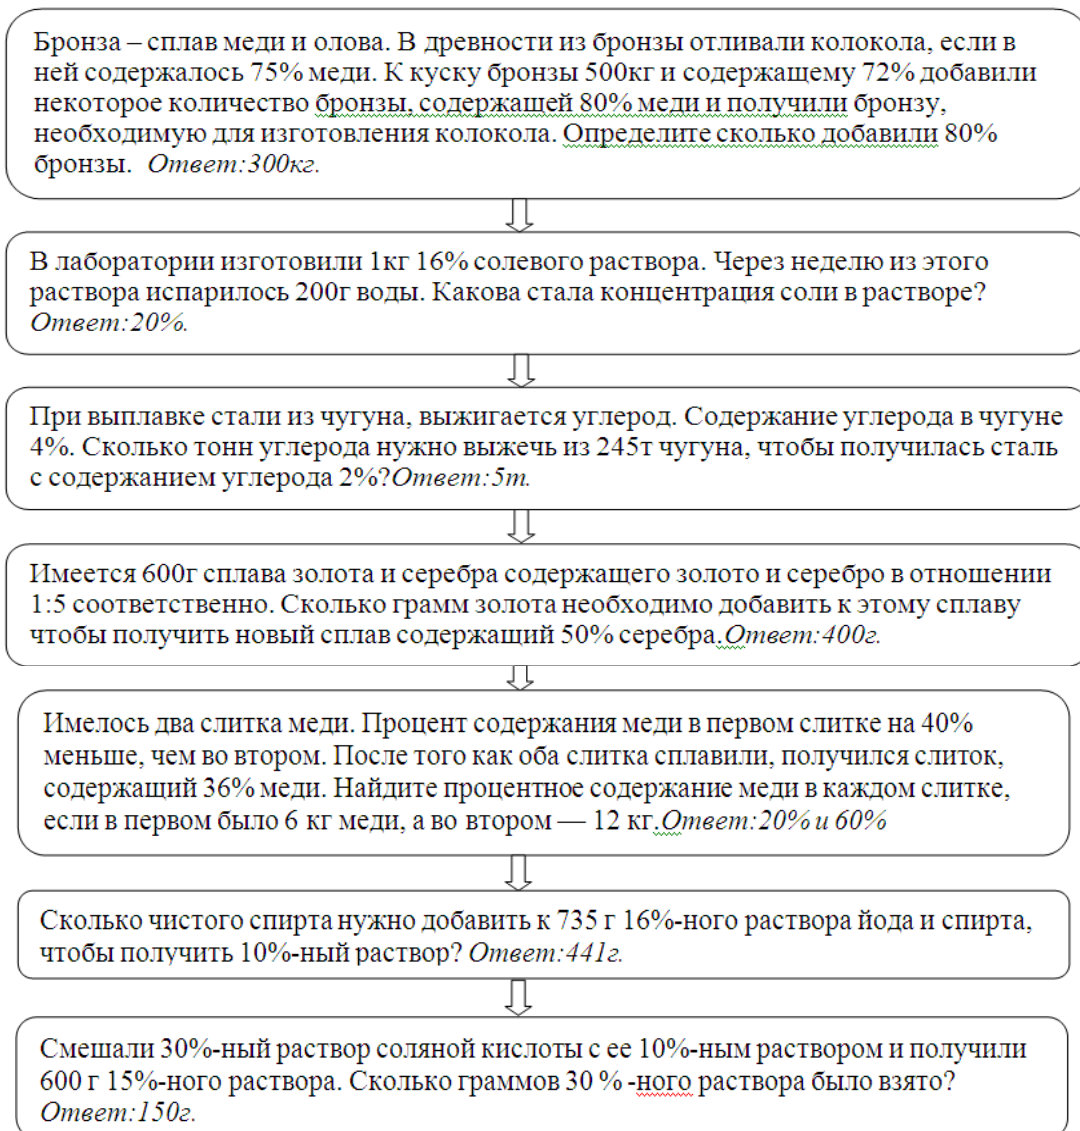 Бронза – сплав меди и олова. В древности из бронзы отливали колокола, если в
ней содержалось 75% меди. К куску бронзы 500кг и содержащему 72% добавили
некоторое количество бронзы, содержащей 80% меди и получили бронзу,
необходимую для изготовления колокола. Определите сколько добавили 80%
бронзы. Ответ:300кг.
В лаборатории изготовили 1кг 16% солевого раствора. Через неделю из этого
раствора испарилось 200г воды. Какова стала концентрация соли в растворе?
Ответ:20%.
При выплавке стали из чугуна, выжигается углерод. Содержание углерода в чугуне
4%. Сколько тонн углерода нужно выжечь из 245т чугуна, чтобы получилась сталь
с содержанием углерода 2%?Ответ:5т.
Имеется 600г сплава золота и серебра содержащего золото и серебро в отношении
1:5 соответственно. Сколько грамм золота необходимо добавить к этому сплаву
чтобы получить новый сплав содержащий 50% серебра.Ответ:400г.
Имелось два слитка меди. Процент содержания меди в первом слитке на 40%
меньше, чем во втором. После того как оба слитка сплавили, получился слиток,
содержащий 36% меди. Найдите процентное содержание меди в каждом слитке,
если в первом было 6 кг меди, а во втором — 12 кг.Ответ:20% и 60%
Сколько чистого спирта нужно добавить к 735 г 16%-ного раствора йода и спирта,
чтобы получить 10%-ный раствор? Ответ:441г.
Смешали 30%-ный раствор соляной кислоты с ее 10%-ным раствором и получили
600 г 15%-ного раствора. Сколько граммов 30 % -ного раствора было взято?
Ответ:150г.